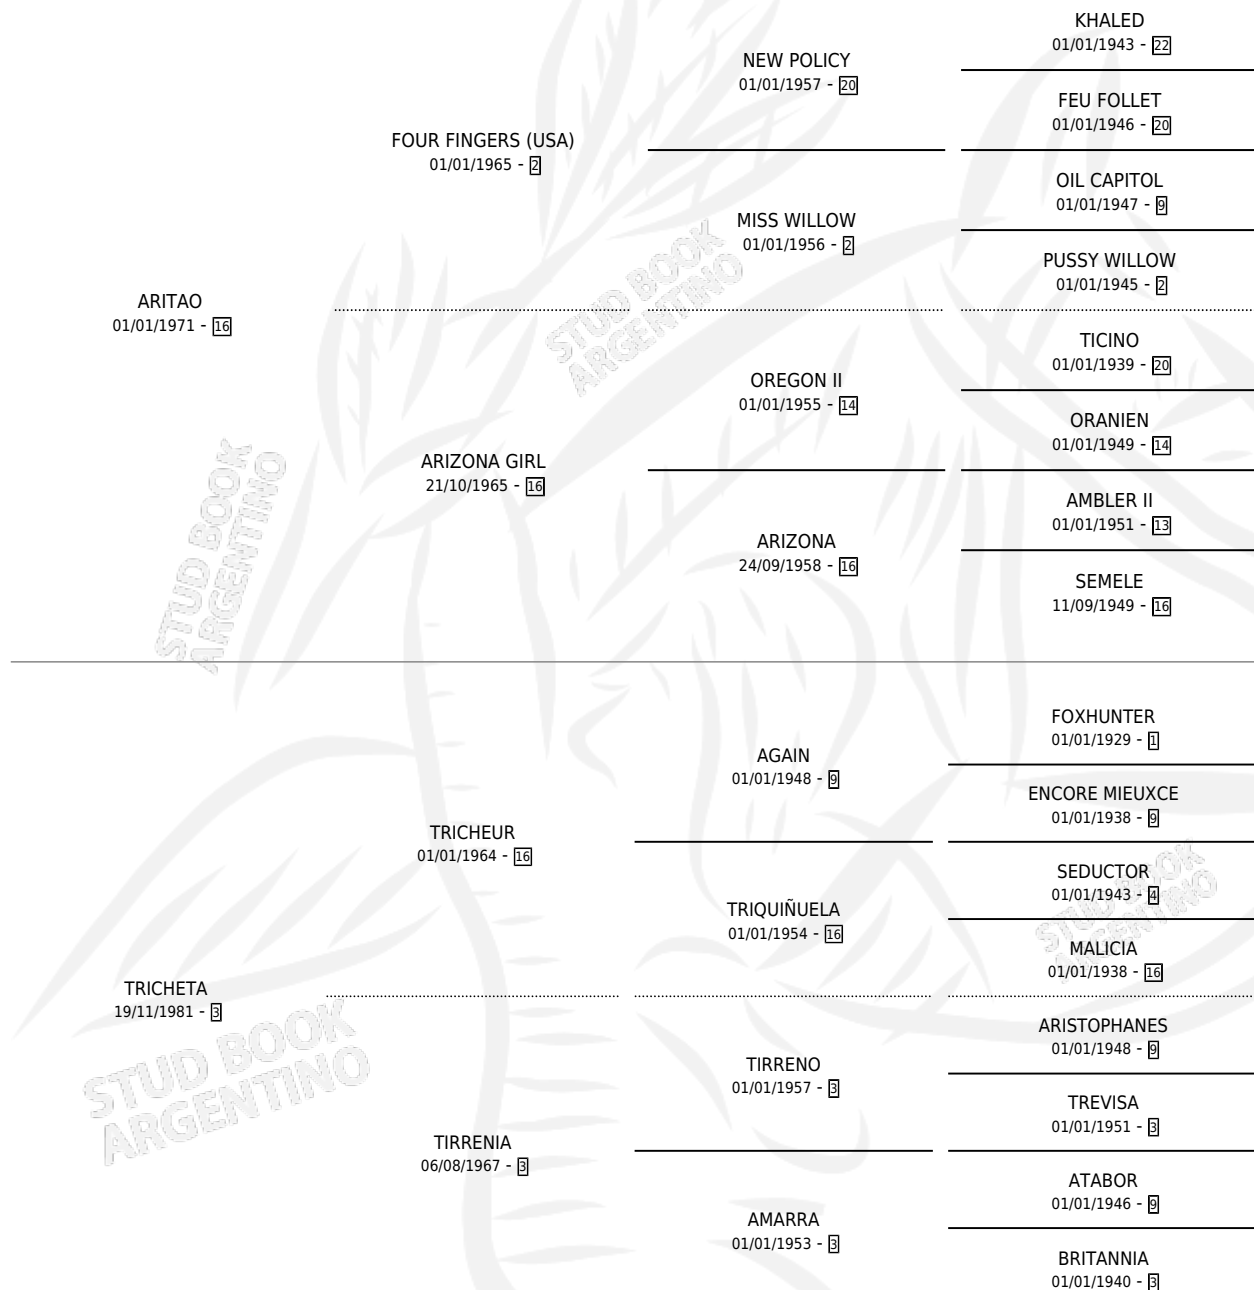 KHALED
01/01/1943 - 22
NEW POLICY
01/01/1957 - 20
FEU FOLLET
01/01/1946 - 20
FOUR FINGERS (USA)
01/01/1965 - 2
OIL CAPITOL
01/01/1947 - 9
MISS WILLOW
01/01/1956 - 2
PUSSY WILLOW
01/01/1945 - 2
ARITAO
01/01/1971 - 16
STUD BOOK
ARGENTINO
TICINO
01/01/1939 - 20
OREGON II
01/01/1955 - 14
ORANIEN
01/01/1949 - 14
ARIZONA GIRL
21/10/1965 - 16
AMBLER II
01/01/1951 - 13
ARIZONA
24/09/1958 - 16
SEMELE
11/09/1949 - 16
STUD BOOK
ARGENTINO
FOXHUNTER
01/01/1929 - 1
AGAIN
01/01/1948 - 9
ENCORE MIEUXCE
01/01/1938 - 9
TRICHEUR
01/01/1964 - 16
SEDUCTOR
01/01/1943 - 4
TRIQUIÑUELA
01/01/1954 - 16
MALICIA
01/01/1938 - 16
STUD BOOK
ARGENTINO
TRICHETA
19/11/1981 - 3
ARISTOPHANES
01/01/1948 - 9
TIRRENO
01/01/1957 - 3
TREVISA
01/01/1951 - 3
STUD BOOK
ARGENTINO
TIRRENIA
06/08/1967 - 3
ATABOR
01/01/1946 - 9
AMARRA
01/01/1953 - 3
BRITANNIA
01/01/1940 - 3